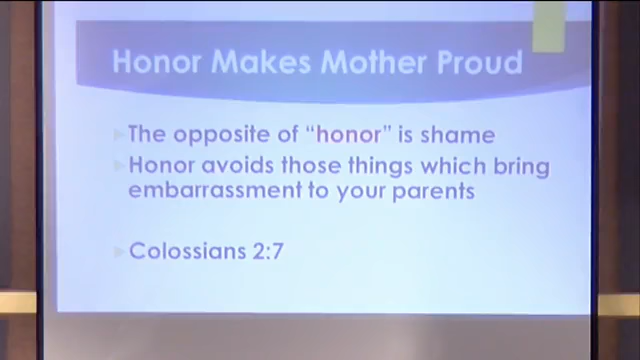 Honor Makes Mother Proud
The opposite of “honor” is shame
Honor avoids those things which bring
embarrassment to your parents
Colossians 2:7